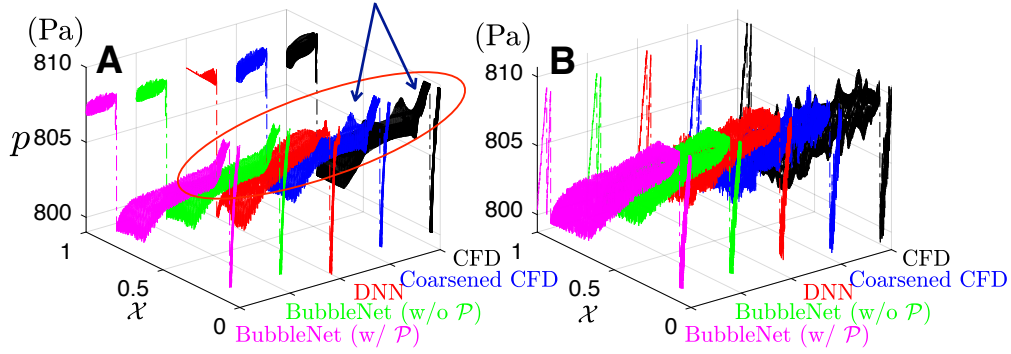 (Pa)
A
810
p
805
800
1
0.5
x
0
CFD
Coarsened CFD
DNN
BubbleNet (w/o P)
BubbleNet (w/ P)
(Pa)
B
810
805
800
1
0.5
x
0
CFD
Coarsened CFD
DNN
BubbleNet (w/o P)
BubbleNet (w/ P)